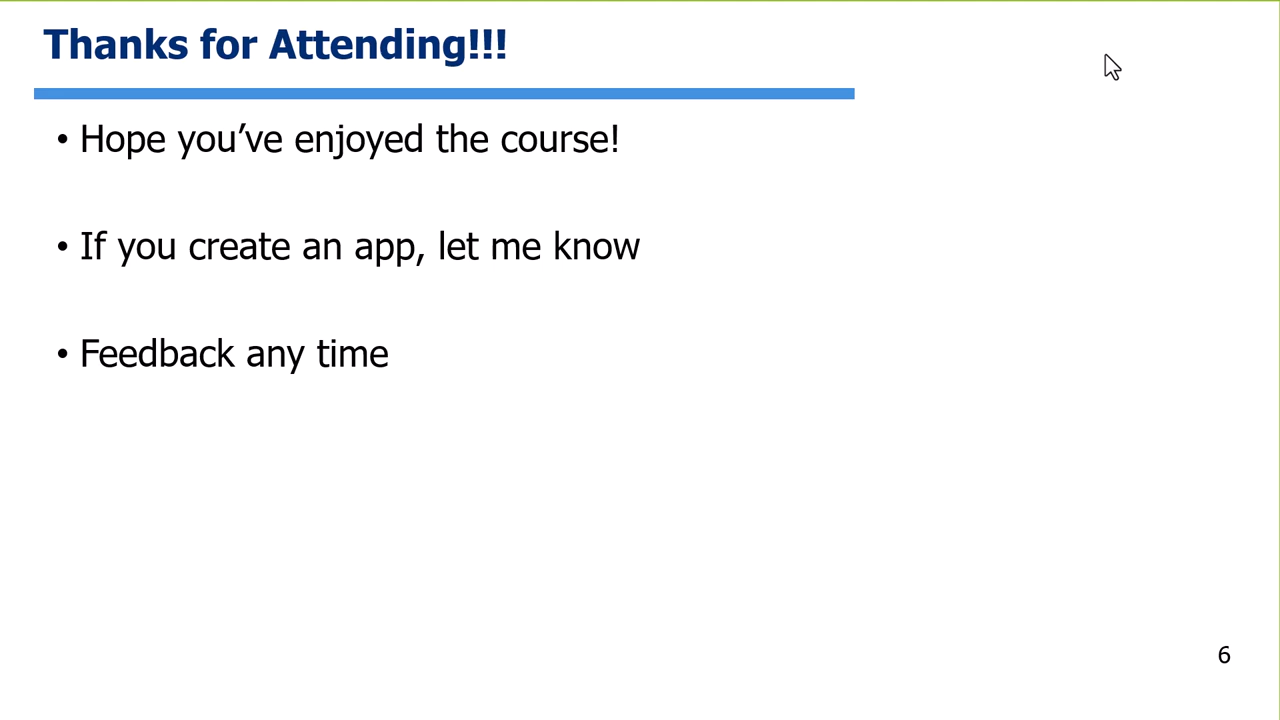 Thanks for Attending!!!
• Hope you’ve enjoyed the course!
• If you create an app, let me know
• Feedback any time
6